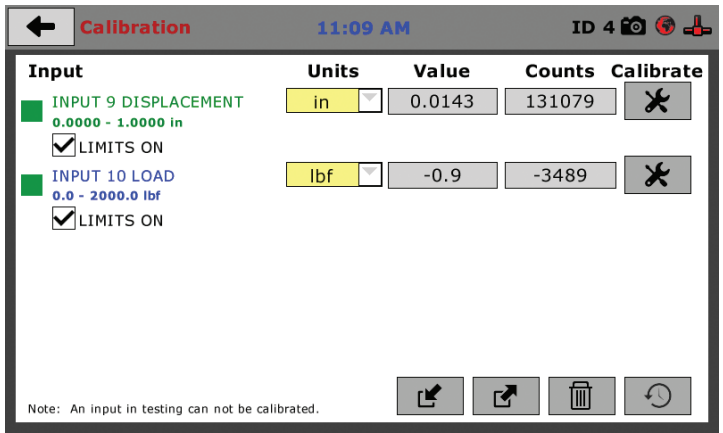 Calibration 11:09 AM ID 4
Input Units Value Counts Calibrate
INPUT 9 DISPLACEMENT in 0.0143 131079
0.0000 - 1.0000 in
LIMITS ON
INPUT 10 LOAD lbf -0.9 -3489
0.0 - 2000.0 lbf
LIMITS ON
Note: An input in testing can not be calibrated.